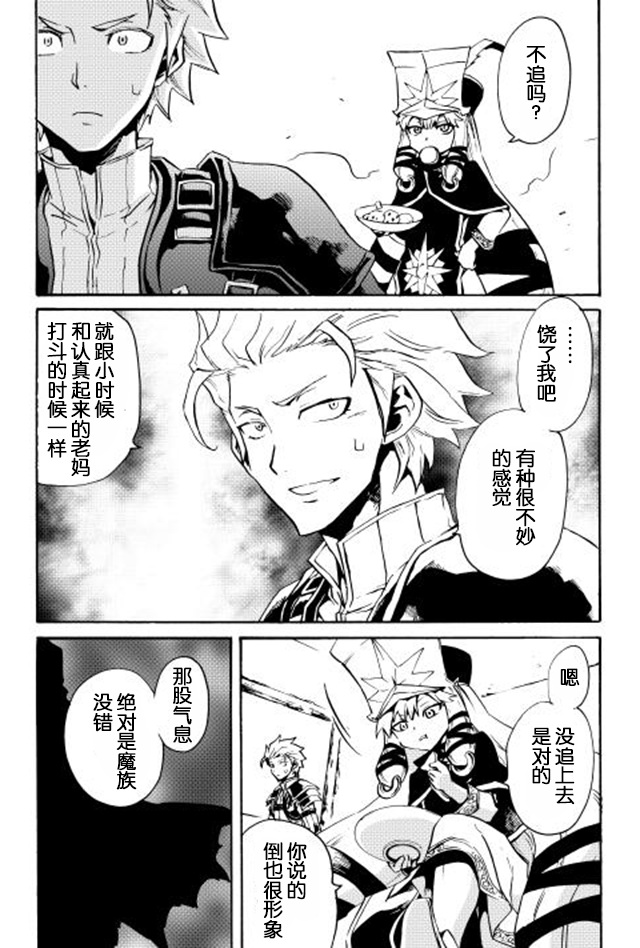 不追吗?
……
饶了我吧
有种很不妙
的感觉
就跟小时候
和认真起来的老妈
打斗的时候一样
嗯
没追上去
是对的
你说的
倒也很形象
那股气息
绝对是魔族
没错